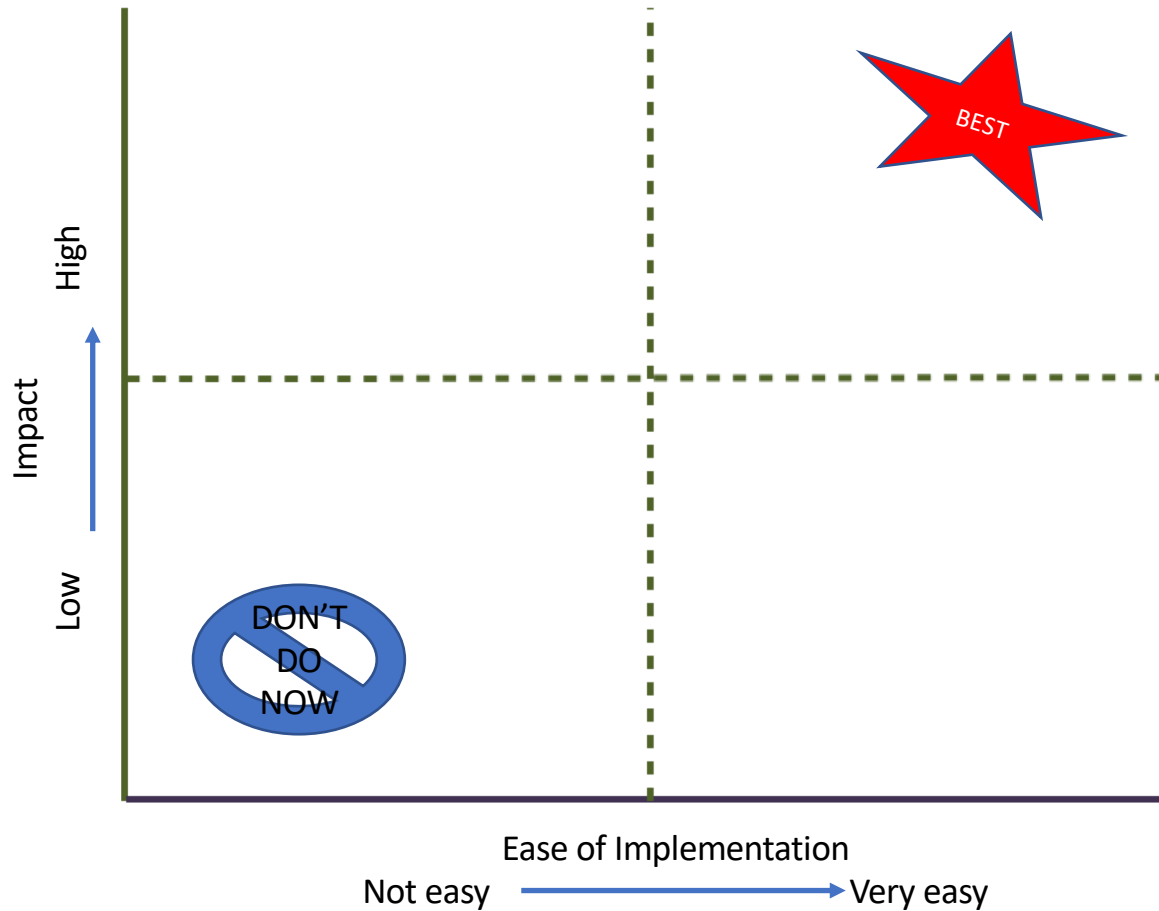 BEST
High
Impact
Low
DON’T
DO
NOW
Ease of Implementation
Not easy
Very easy